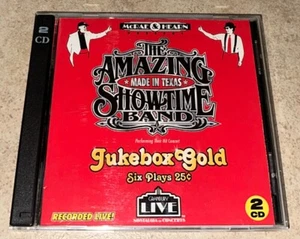 2 CD
McRAE & HEARN
THE
AMAZING
MADE IN TEXAS
SHOWTIME
BAND
Jukebox Gold
Six Plays 25¢
RECORDED LIVE!
GRANBURY
LIVE
2
CD